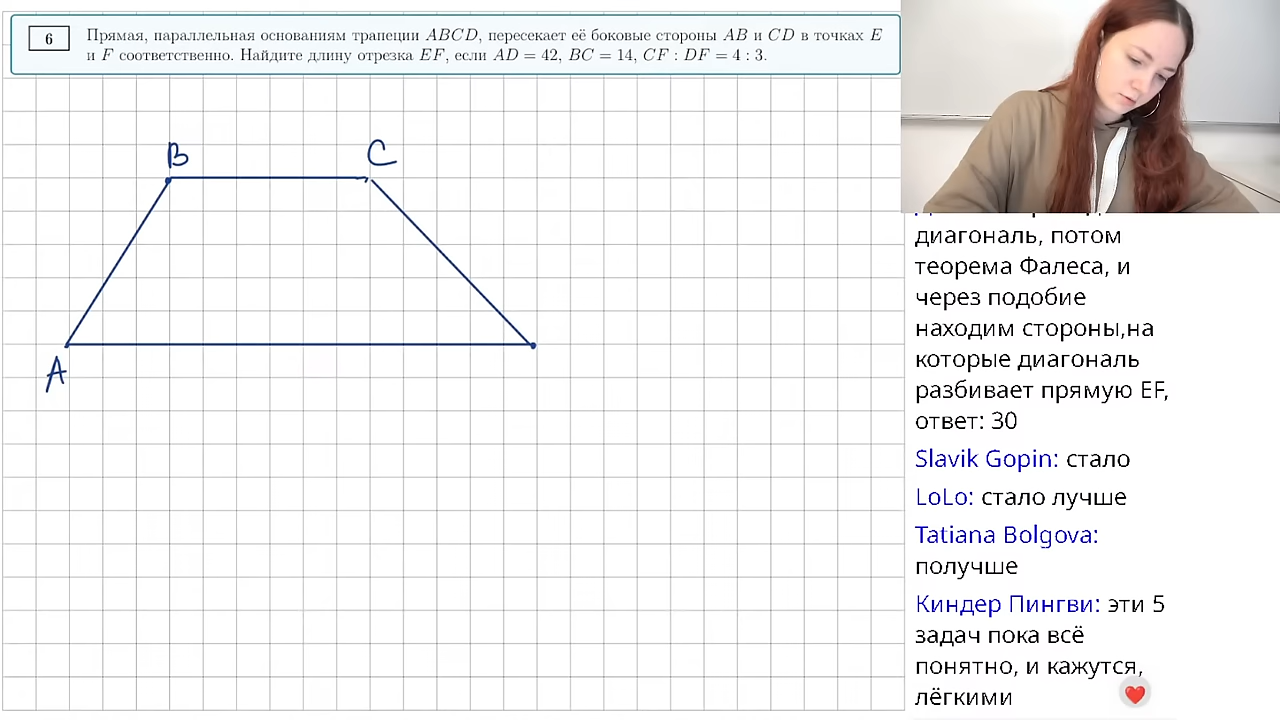 6
Прямая, параллельная основаниям трапеции ABCD, пересекает её боковые стороны AB и CD в точках E
и F соответственно. Найдите длину отрезка EF, если AD = 42, BC = 14, CF : DF = 4 : 3.
B
C
A
диагональ, потом
теорема Фалеса, и
через подобие
находим стороны,на
которые диагональ
разбивает прямую EF,
ответ: 30
Slavik Gopin: стало
LoLo: стало лучше
Tatiana Bolgova:
получше
Киндер Пингви: эти 5
задач пока всё
понятно, и кажутся,
лёгкими